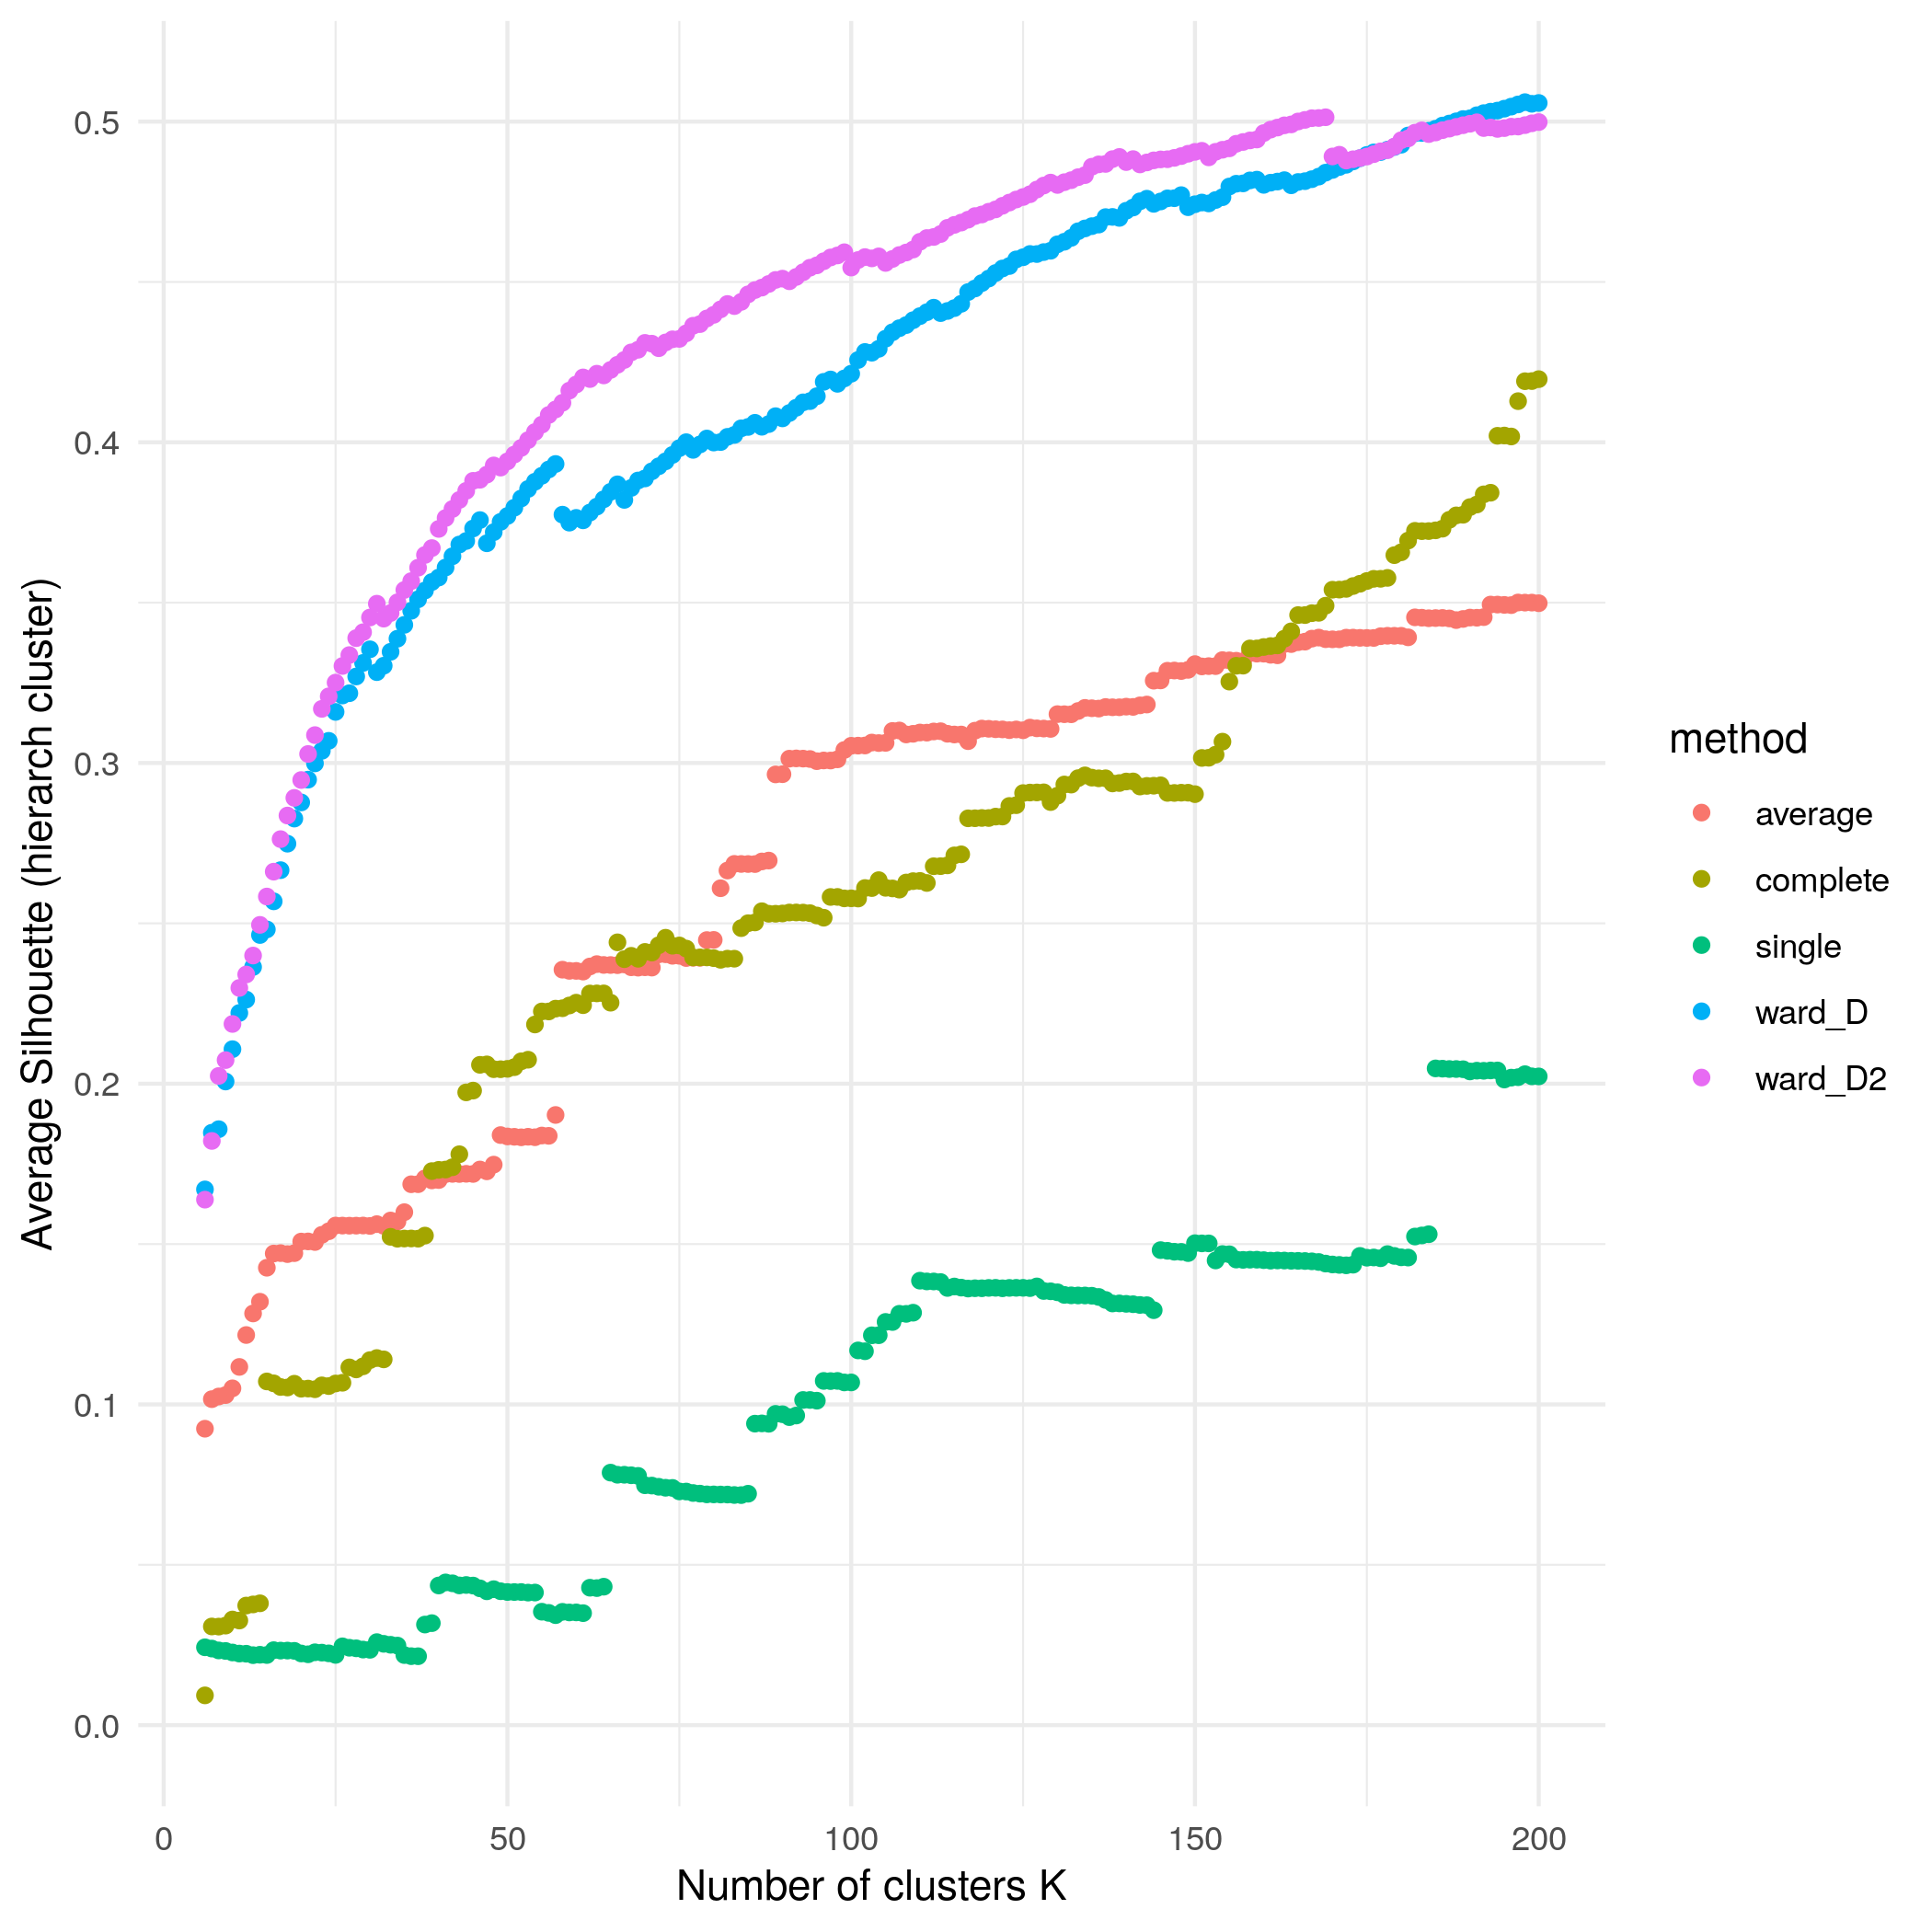 0.5
0.4
0.3
0.2
0.1
0.0
Average Silhouette (hierarch cluster)
0
50
100
150
200
Number of clusters K
method
average
complete
single
ward_D
ward_D2